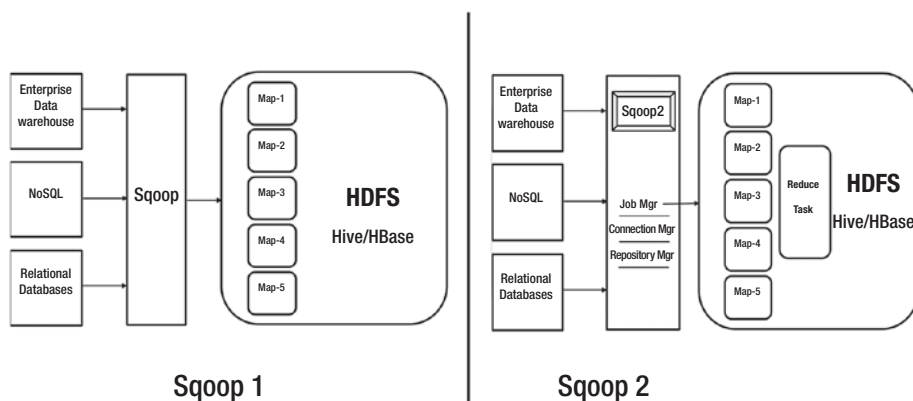 Enterprise
Data
warehouse
NoSQL
Relational
Databases
Sqoop
Map-1
Map-2
Map-3
Map-4
Map-5
HDFS
Hive/HBase
Sqoop 1
Enterprise
Data
warehouse
NoSQL
Relational
Databases
Sqoop2
Job Mgr
Connection Mgr
Repository Mgr
Map-1
Map-2
Map-3
Map-4
Map-5
Reduce
Task
HDFS
Hive/HBase
Sqoop 2